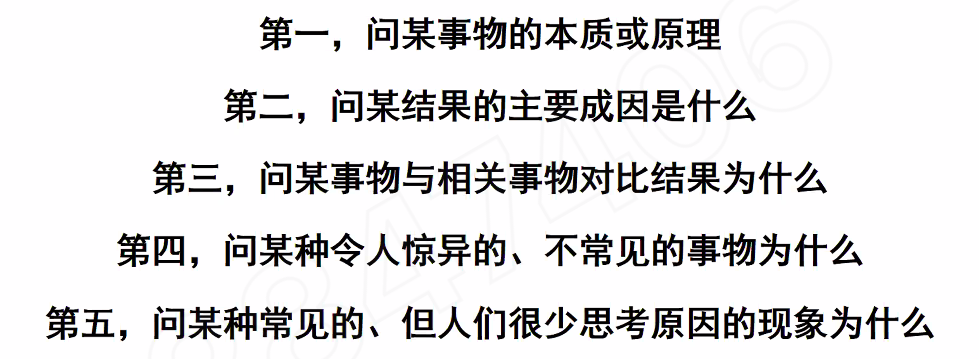 第一，问某事物的本质或原理
第二，问某结果的主要成因是什么
第三，问某事物与相关事物对比结果为什么
第四，问某种令人惊异的、不常见的事物为什么
第五，问某种常见的、但人们很少思考原因的现象为什么